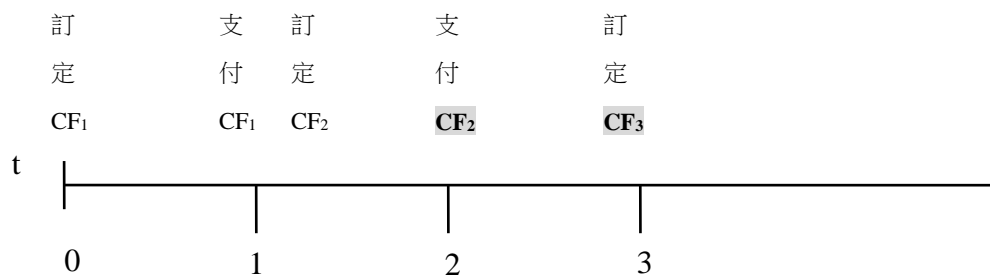 訂 支 訂 支 訂
定 付 定 付 定
CF₁ CF₁ CF₂ CF₂ CF₃
t
0 1 2 3